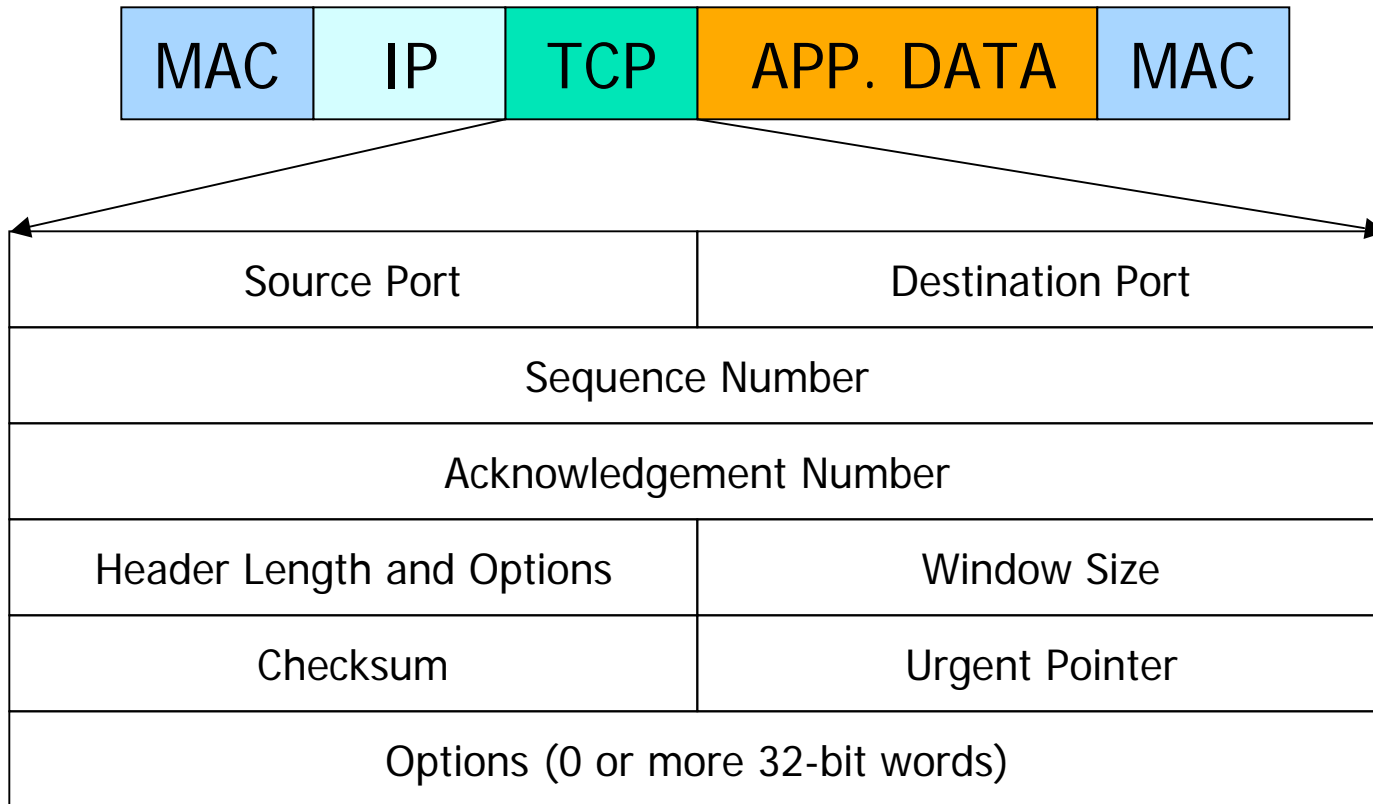 MAC IP TCP APP. DATA MAC
Source Port Destination Port
Sequence Number
Acknowledgement Number
Header Length and Options Window Size
Checksum Urgent Pointer
Options (0 or more 32-bit words)